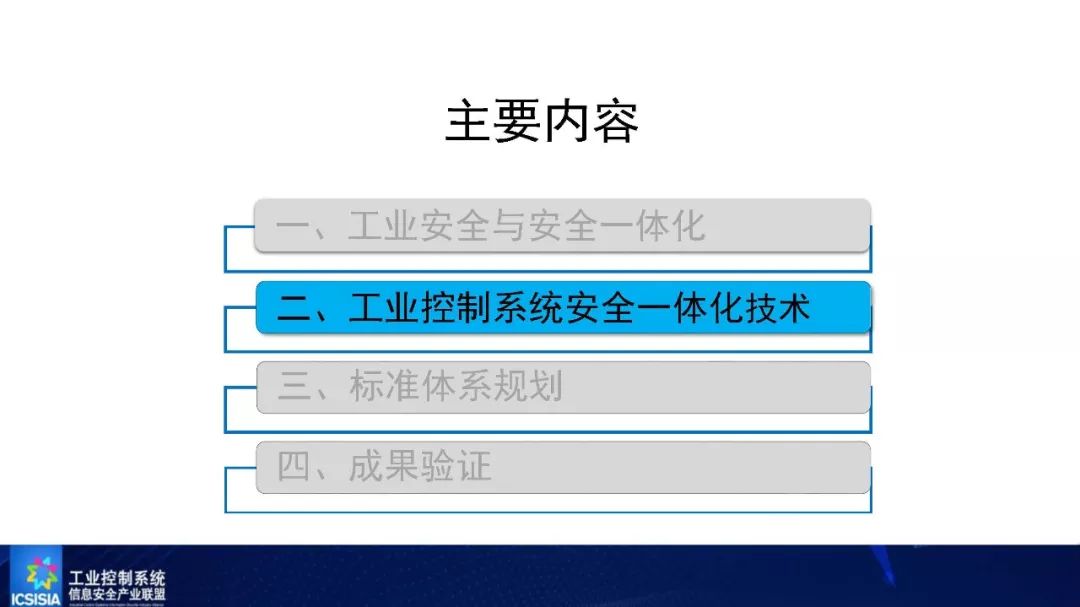 主要内容
一、工业安全与安全一体化
二、工业控制系统安全一体化技术
三、标准体系规划
四、成果验证
工业控制系统
信息安全产业联盟
ICSISIA